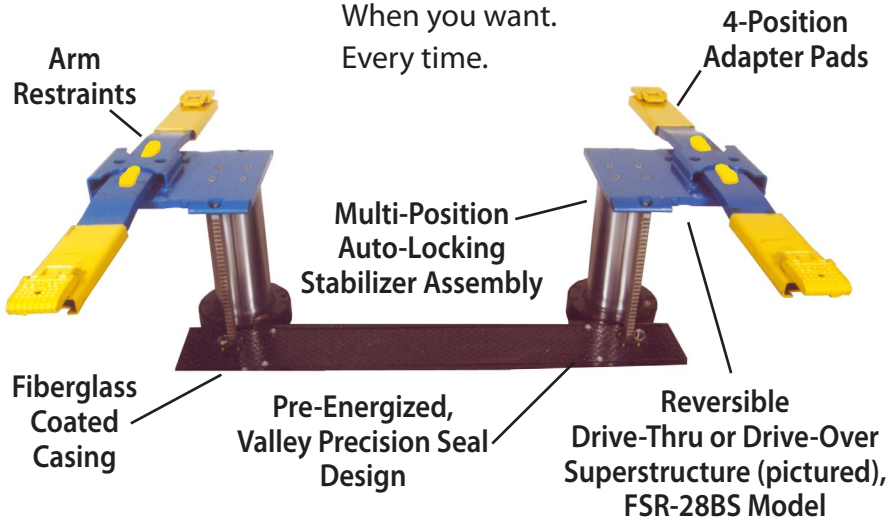 When you want.
Every time.
4-Position
Adapter Pads
Arm
Restraints
Multi-Position
Auto-Locking
Stabilizer Assembly
Fiberglass
Coated
Casing
Pre-Energized,
Valley Precision Seal
Design
Reversible
Drive-Thru or Drive-Over
Superstructure (pictured),
FSR-28BS Model